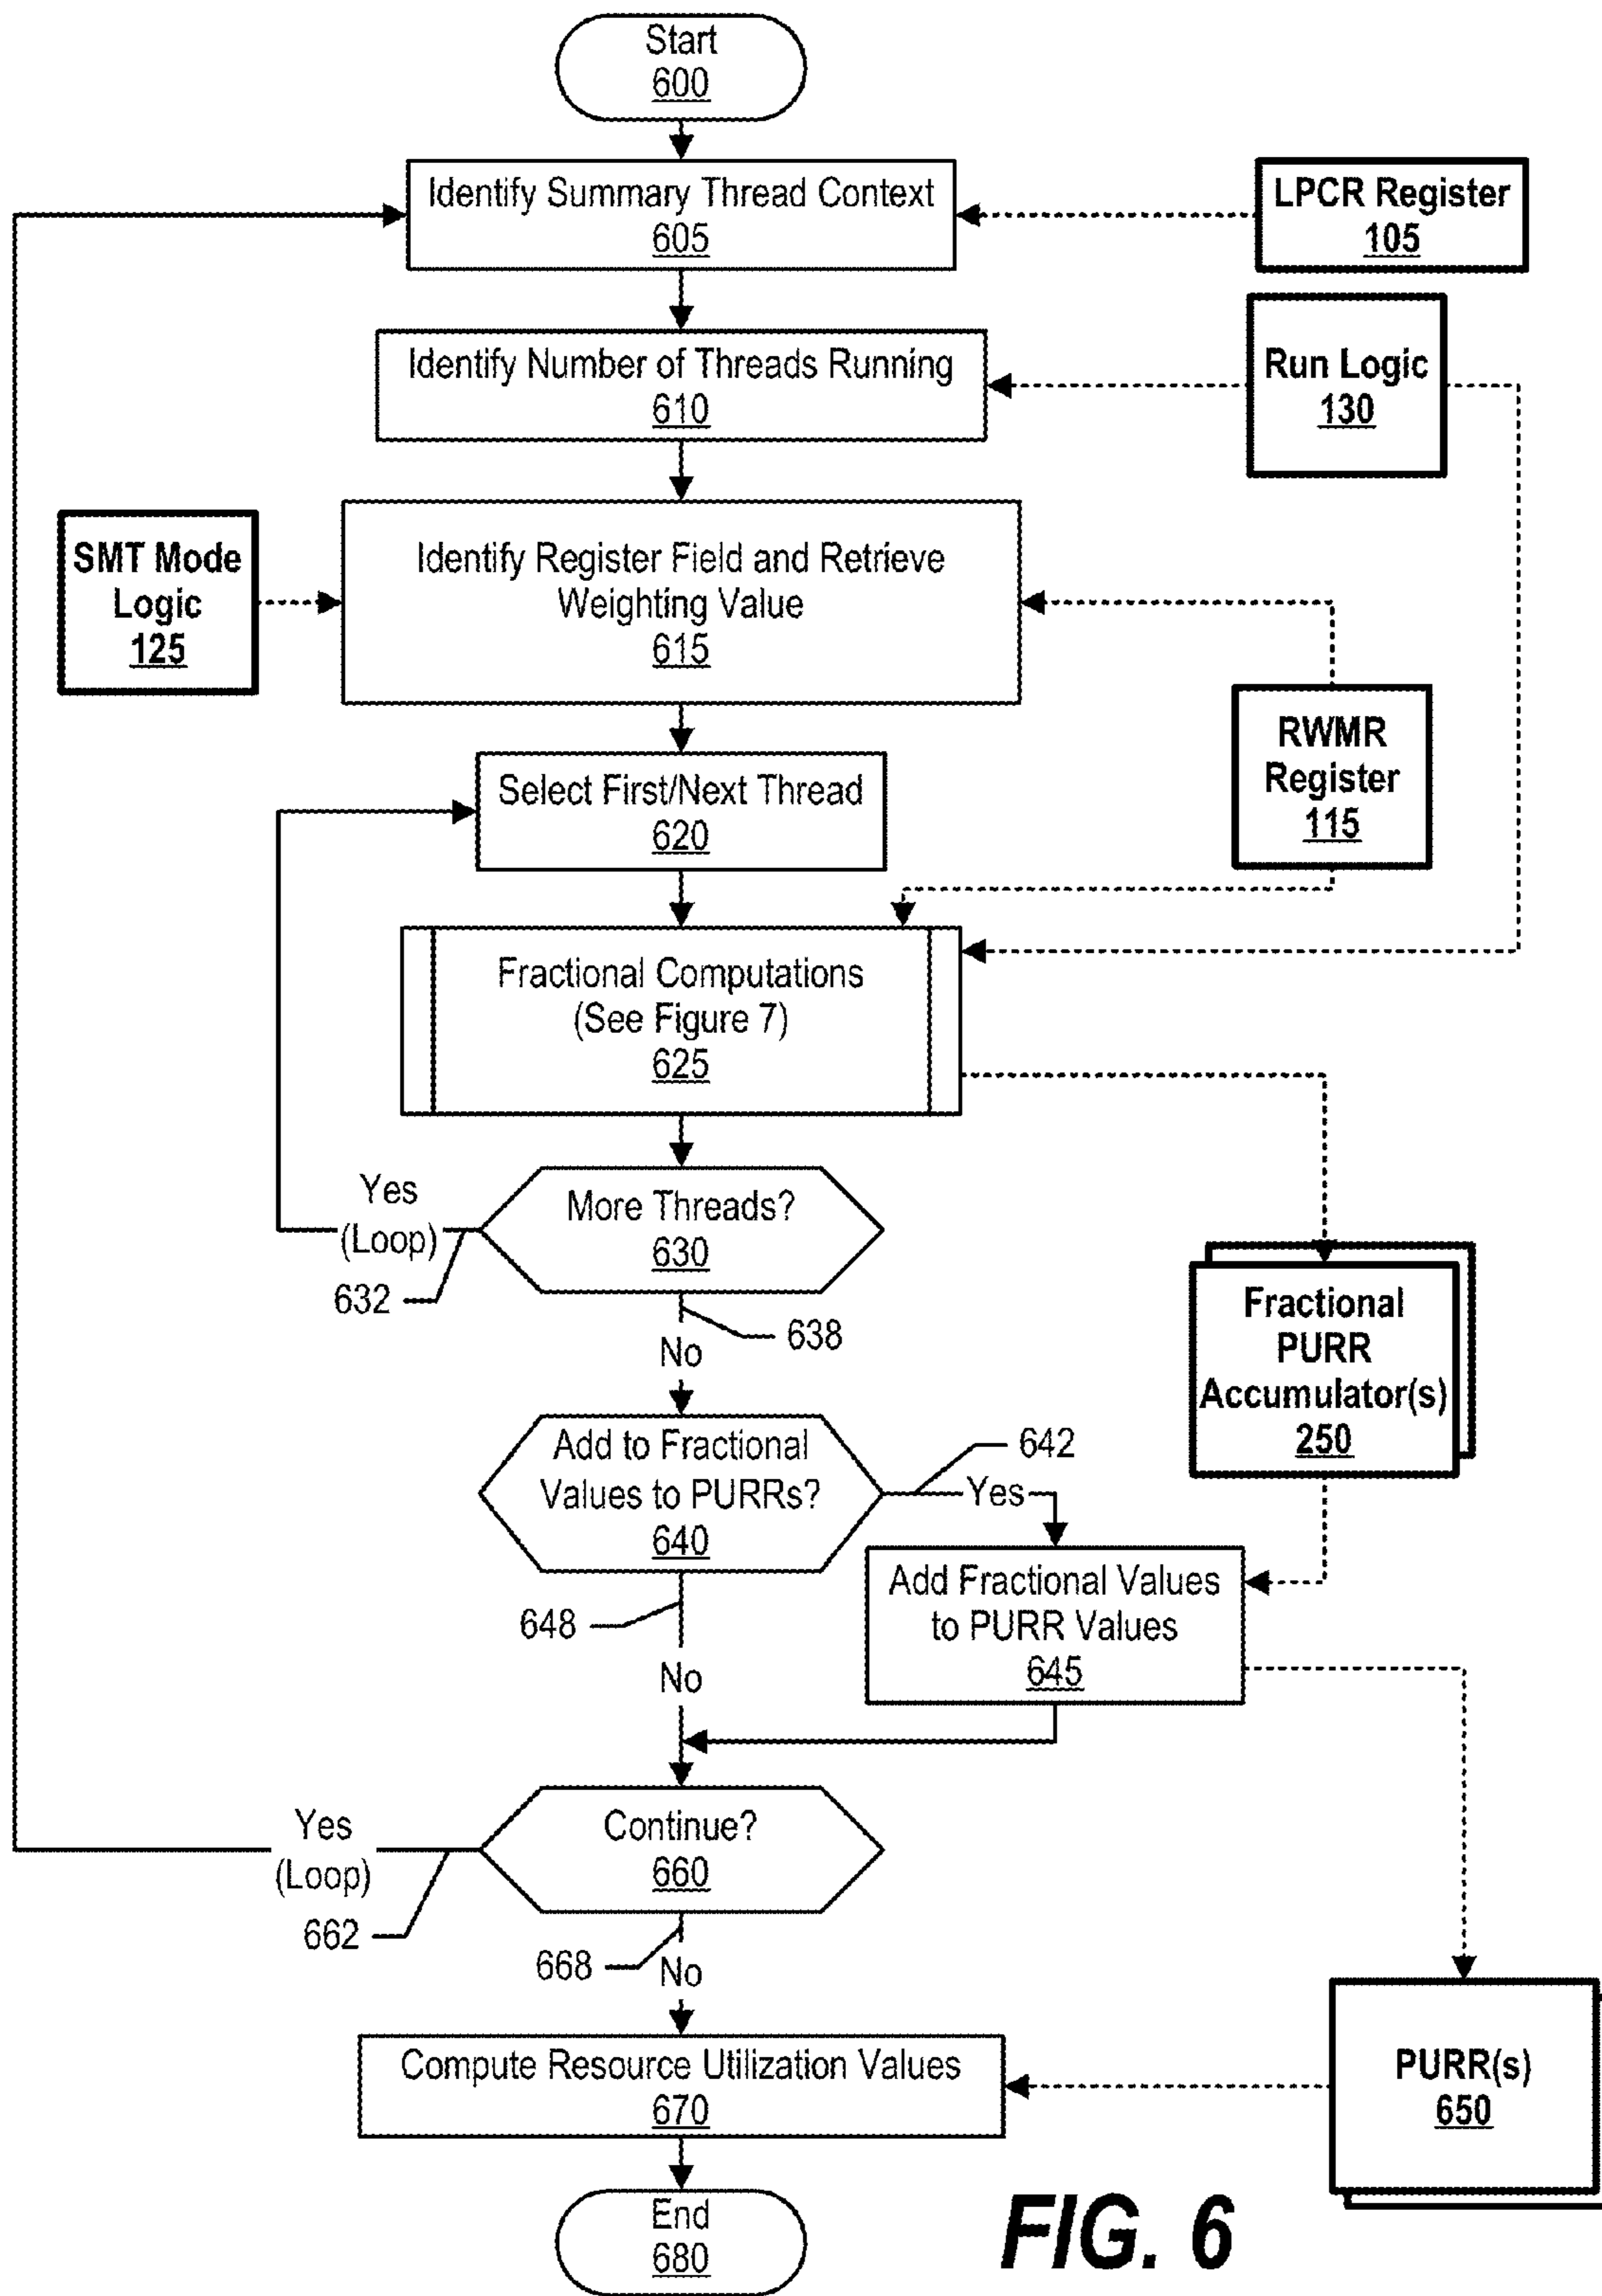 Start
600
Identify Summary Thread Context
605
LPCR Register
105
Identify Number of Threads Running
610
Run Logic
130
SMT Mode
Logic
125
Identify Register Field and Retrieve
Weighting Value
615
RWMR
Register
115
Select First/Next Thread
620
Fractional Computations
(See Figure 7)
625
Yes
(Loop)
632
More Threads?
630
638
No
Fractional
PURR
Accumulator(s)
250
Add to Fractional
Values to PURRs?
640
642
Yes
Add Fractional Values
to PURR Values
645
648
No
Yes
(Loop)
662
Continue?
660
668
No
Compute Resource Utilization Values
670
PURR(s)
650
End
680
FIG. 6